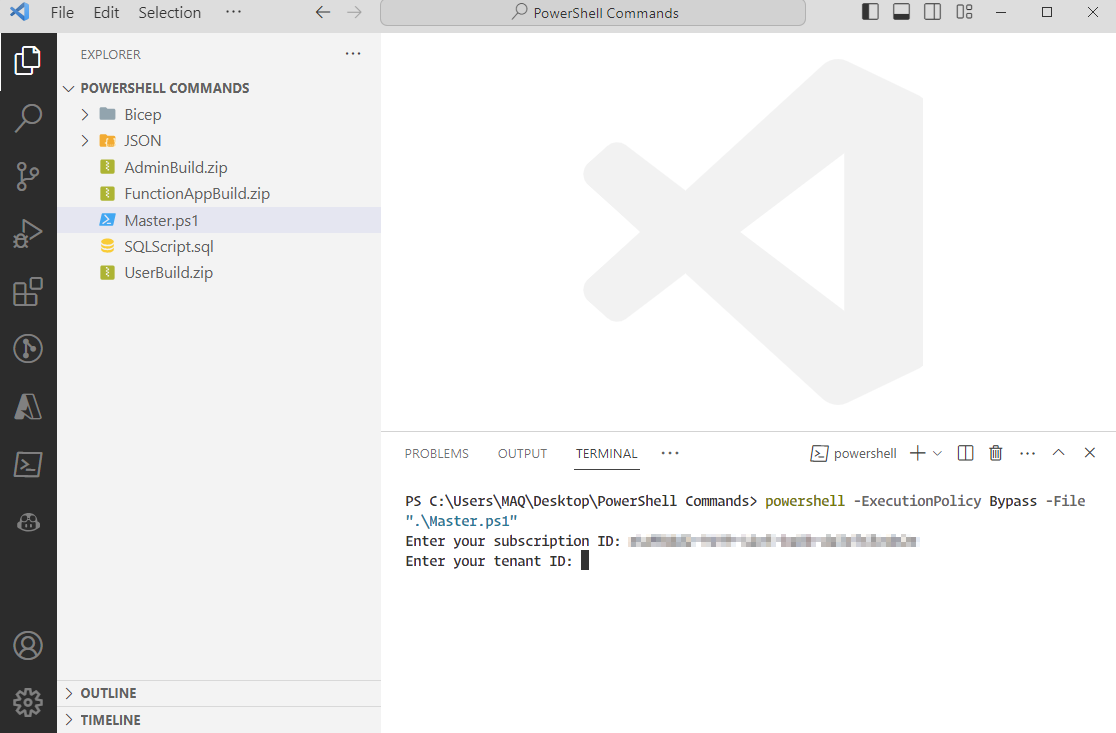 File Edit Selection ···
PowerShell Commands
EXPLORER ···
POWERSHELL COMMANDS
Bicep
JSON
AdminBuild.zip
FunctionAppBuild.zip
Master.ps1
SQLScript.sql
UserBuild.zip
OUTLINE
TIMELINE
PROBLEMS OUTPUT TERMINAL ··· powershell ···
PS C:\Users\MAQ\Desktop\PowerShell Commands> powershell -ExecutionPolicy Bypass -File
".\Master.ps1"
Enter your subscription ID:
Enter your tenant ID: